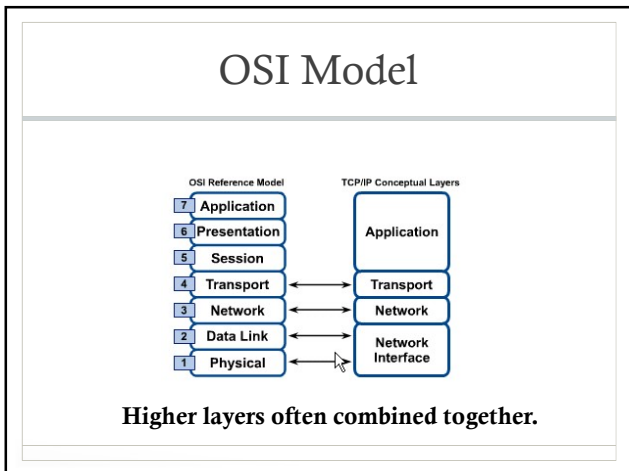 OSI Model
OSI Reference Model
7 Application
6 Presentation
5 Session
4 Transport
3 Network
2 Data Link
1 Physical
TCP/IP Conceptual Layers
Application
Transport
Network
Network
Interface
Higher layers often combined together.